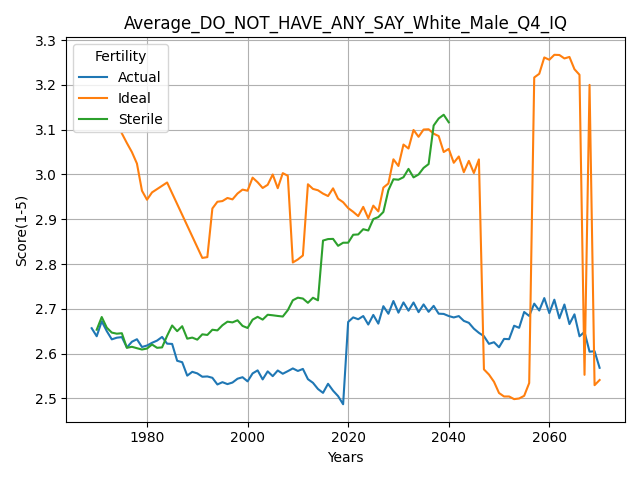 Average_DO_NOT_HAVE_ANY_SAY_White_Male_Q4_IQ
Fertility
Actual
Ideal
Sterile
Score(1-5)
3.3
3.2
3.1
3.0
2.9
2.8
2.7
2.6
2.5
1980 2000 2020 2040 2060
Years